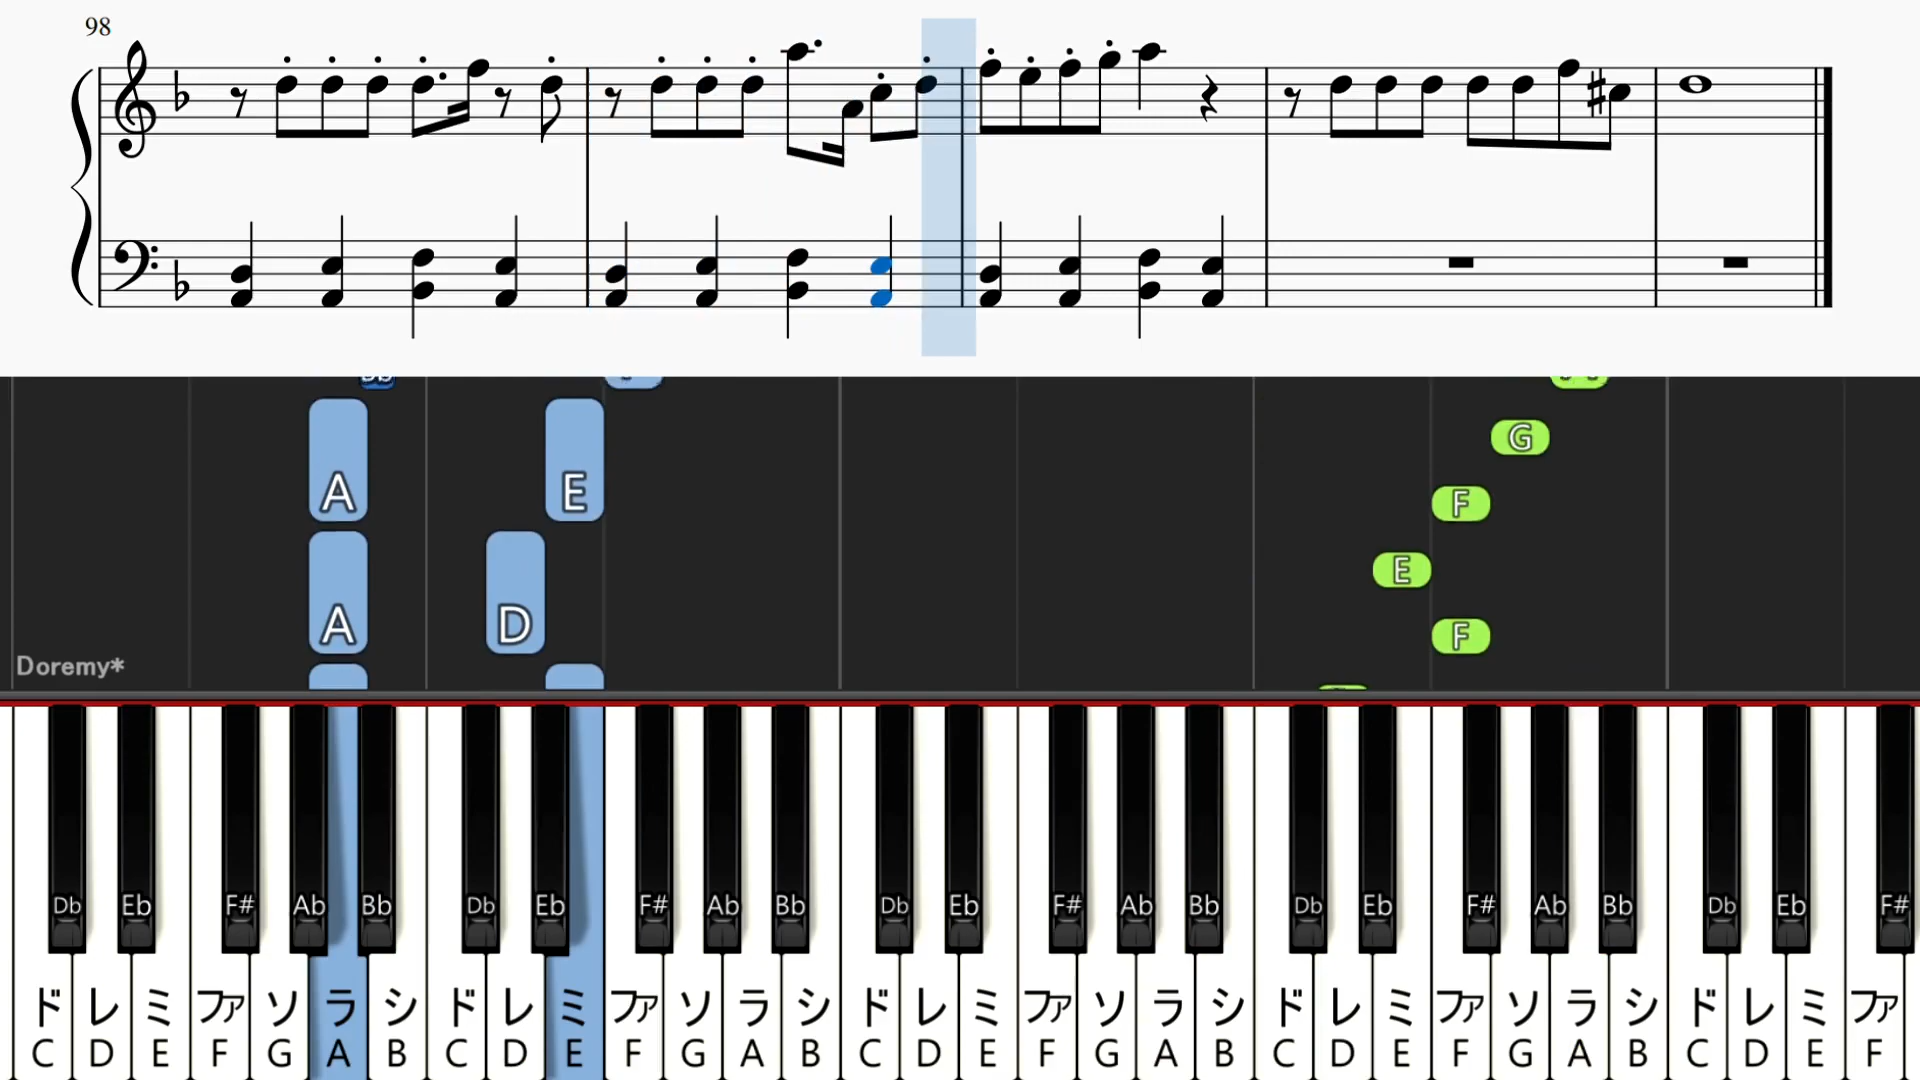 98
G
A E F
E
A D F
Doremy*
Db Eb F# Ab Bb Db Eb F# Ab Bb Db Eb F# Ab Bb Db Eb F# Ab Bb Db Eb F#
ド レ ミ ファ ソ ラ シ ド レ ミ ファ ソ ラ シ ド レ ミ ファ ソ ラ シ ド レ ミ ファ ソ ラ シ ド レ ミ ファ
C D E F G A B C D E F G A B C D E F G A B C D E F G A B C D E F